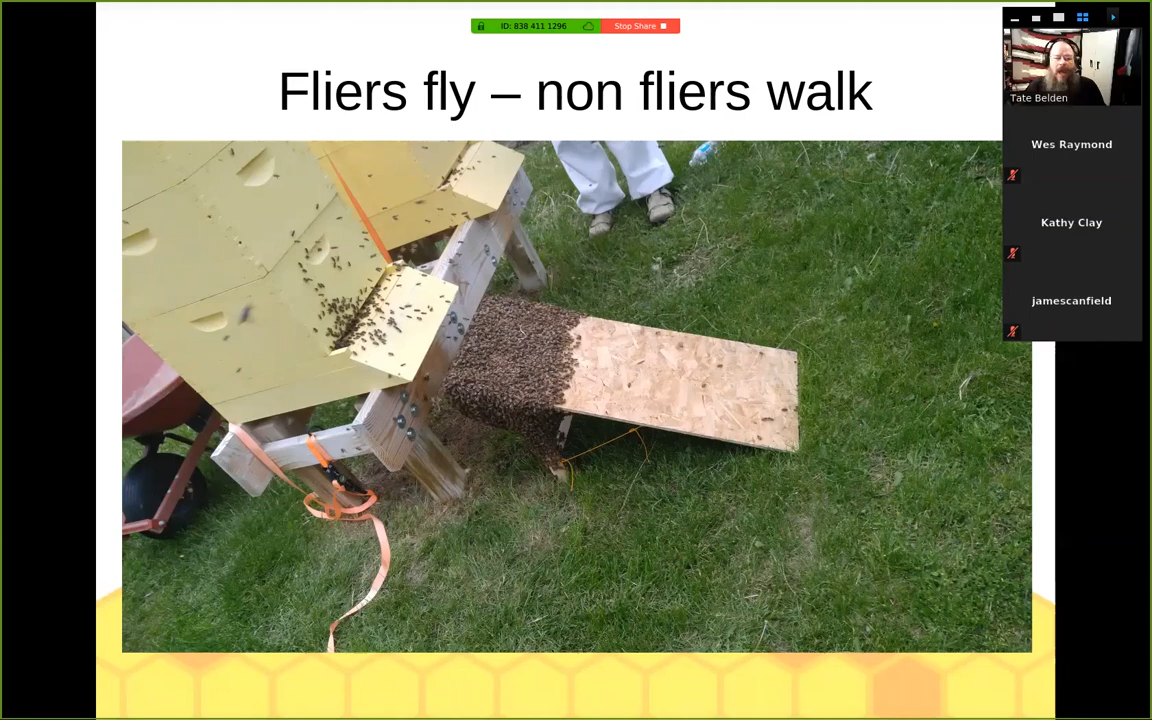 ID: 838 411 1296
Stop Share
Fliers fly – non fliers walk
Tate Belden
Wes Raymond
Kathy Clay
jamescanfield